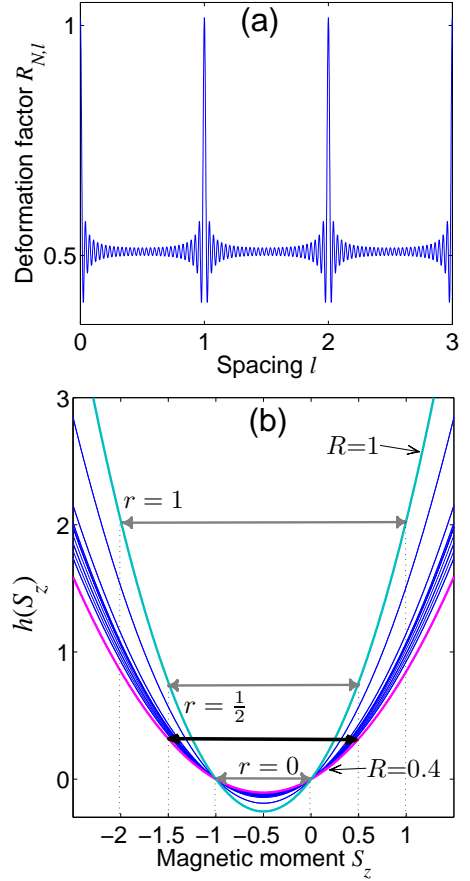 (a)
Deformation factor R_{N,l}
1
0.5
0 1 2 3
Spacing l
(b)
h(S_z)
3
2
1
0
R=1
r = 1
r = 1/2
r = 0
R=0.4
−2 −1.5 −1 −0.5 0 0.5 1
Magnetic moment S_z